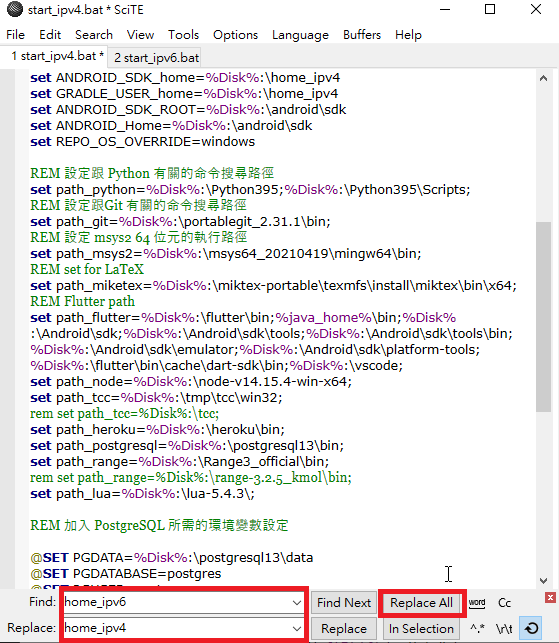 start_ipv4.bat * SciTE
File Edit Search View Tools Options Language Buffers Help
1 start_ipv4.bat * 2 start_ipv6.bat
set ANDROID_SDK_home=%Disk%:\home_ipv4
set GRADLE_USER_home=%Disk%:\home_ipv4
set ANDROID_SDK_ROOT=%Disk%:\android\sdk
set ANDROID_Home=%Disk%:\android\sdk
set REPO_OS_OVERRIDE=windows
REM 設定跟 Python 有關的命令搜尋路徑
set path_python=%Disk%:\Python395;%Disk%:\Python395\Scripts;
REM 設定跟Git 有關的命令搜尋路徑
set path_git=%Disk%:\portablegit_2.31.1\bin;
REM 設定 msys2 64 位元的執行路徑
set path_msys2=%Disk%:\msys64_20210419\mingw64\bin;
REM set for LaTeX
set path_miketex=%Disk%:\miktex-portable\texmfs\install\miktex\bin\x64;
REM Flutter path
set path_flutter=%Disk%:\flutter\bin;%java_home%\bin;%Disk%
:\Android\sdk;%Disk%:\Android\sdk\tools;%Disk%:\Android\sdk\tools\bin;
%Disk%:\Android\sdk\emulator;%Disk%:\Android\sdk\platform-tools;
%Disk%:\flutter\bin\cache\dart-sdk\bin;%Disk%:\vscode;
set path_node=%Disk%:\node-v14.15.4-win-x64;
set path_tcc=%Disk%:\tmp\tcc\win32;
rem set path_tcc=%Disk%:\tcc;
set path_heroku=%Disk%:\heroku\bin;
set path_postgresql=%Disk%:\postgresql13\bin;
set path_range=%Disk%:\Range3_official\bin;
rem set path_range=%Disk%:\range-3.2.5_kmol\bin;
set path_lua=%Disk%:\lua-5.4.3\;
REM 加入 PostgreSQL 所需的環境變數設定
@SET PGDATA=%Disk%:\postgresql13\data
@SET PGDATABASE=postgres
Find: home_ipv6 Find Next Replace All word Cc
Replace: home_ipv4 Replace In Selection ^.* \r\t